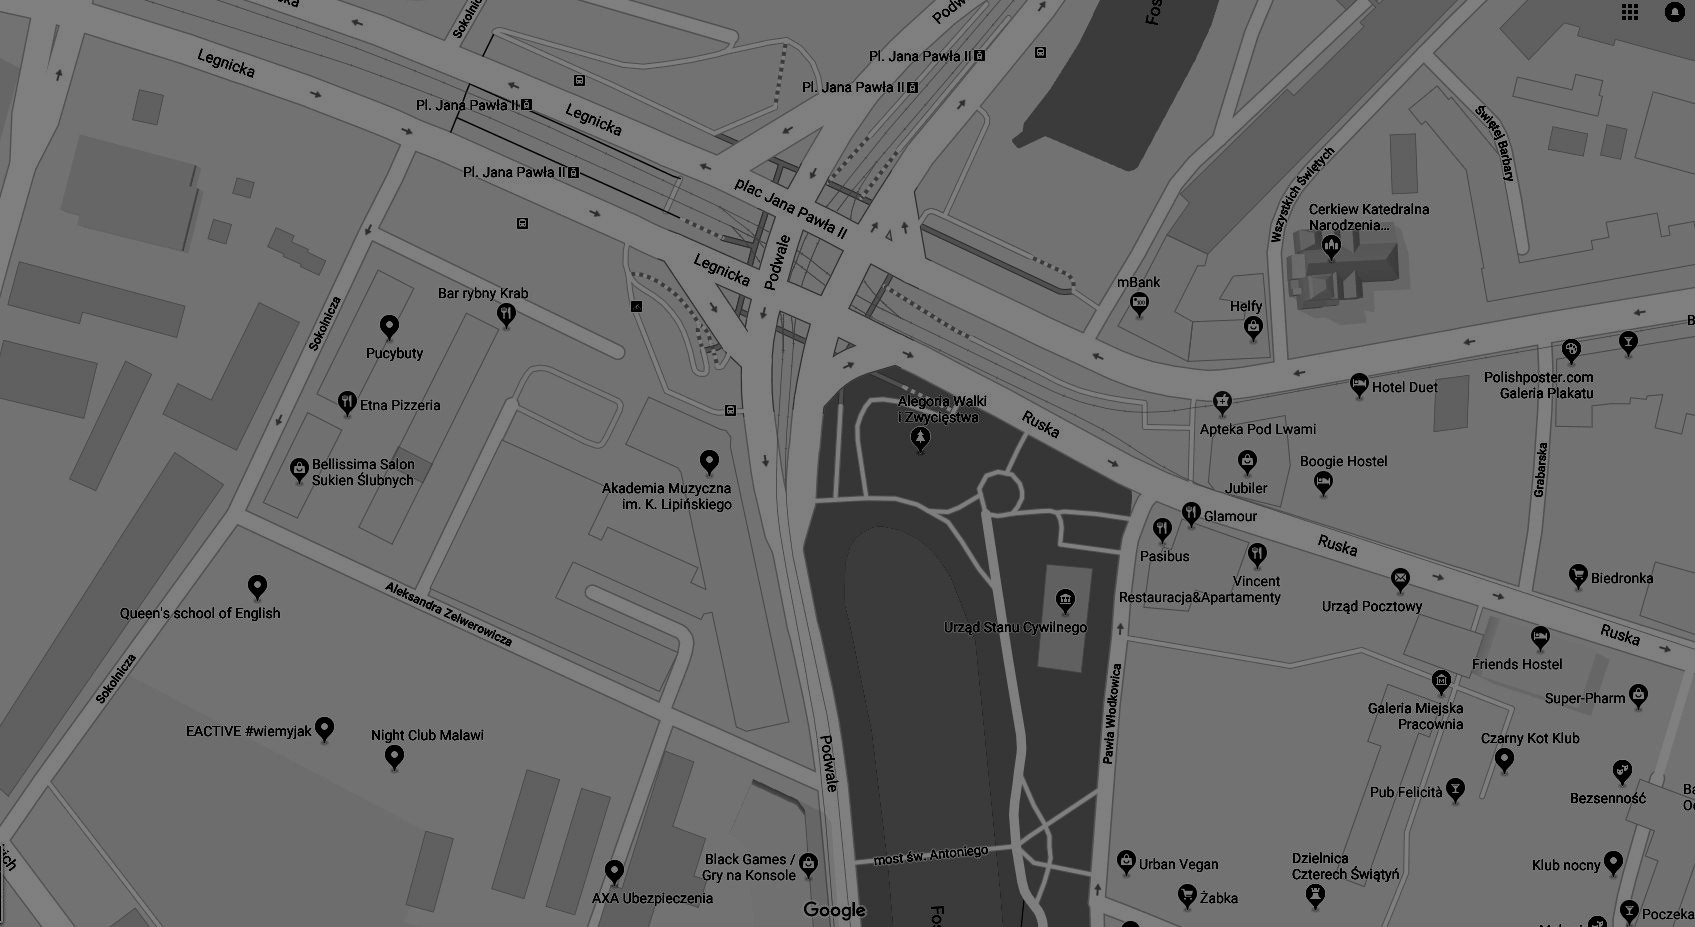 Legnicka
Sokolnicza
Podwale
Pl. Jana Pawła II
Pl. Jana Pawła II
Pl. Jana Pawła II
Pl. Jana Pawła II
Legnicka
Legnicka
plac Jana Pawła II
Legnicka
Podwale
Świętej Barbary
Wszystkich Świętych
Cerkiew Katedralna
Narodzenia...
mBank
Helfy
Bar rybny Krab
Sokolnicza
Pucybuty
Etna Pizzeria
Bellissima Salon
Sukien Ślubnych
Akademia Muzyczna
im. K. Lipińskiego
Alegoria Walki
i Zwycięstwa
Ruska
Hotel Duet
Polishposter.com
Galeria Plakatu
Apteka Pod Lwami
Jubiler
Boogie Hostel
Grabarska
Glamour
Pasibus
Ruska
Vincent
Restauracja&Apartamenty
Urząd Pocztowy
Biedronka
Ruska
Queen's school of English
Aleksandra Zelwerowicza
Urząd Stanu Cywilnego
Friends Hostel
Super-Pharm
Sokolnicza
Pawła Włodkowica
Galeria Miejska
Pracownia
Czarny Kot Klub
EACTIVE #wiemyjak
Night Club Malawi
Podwale
Pub Felicità
Bezsenność
most św. Antoniego
Black Games /
Gry na Konsole
AXA Ubezpieczenia
Urban Vegan
Żabka
Dzielnica
Czterech Świątyń
Klub nocny
Google